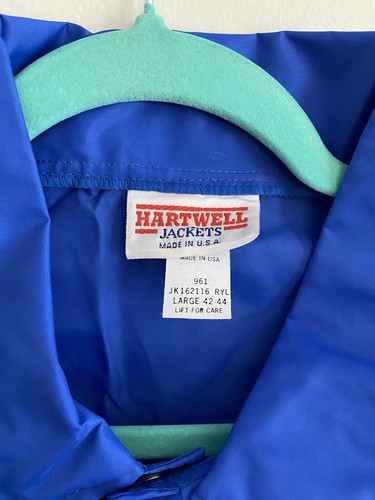 HARTWELL
JACKETS
MADE IN U.S.A.
MADE IN USA
961
JK162116 RYL
LARGE 42-44
LIFT FOR CARE